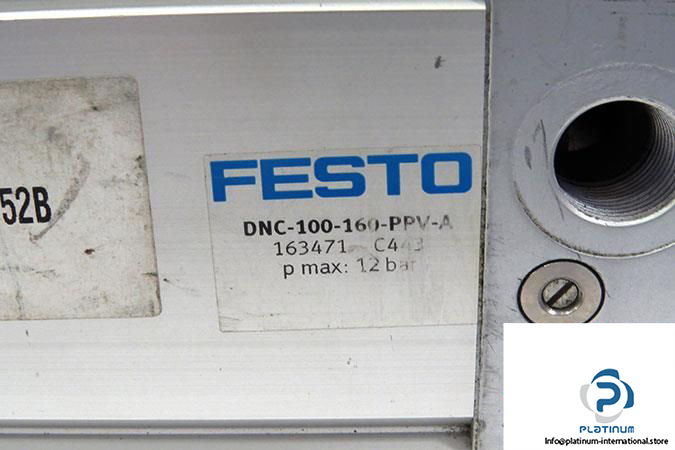 52B
FESTO
DNC-100-160-PPV-A
163471 C443
p max: 12 bar
PLATINUM
Info@platinum-international.store